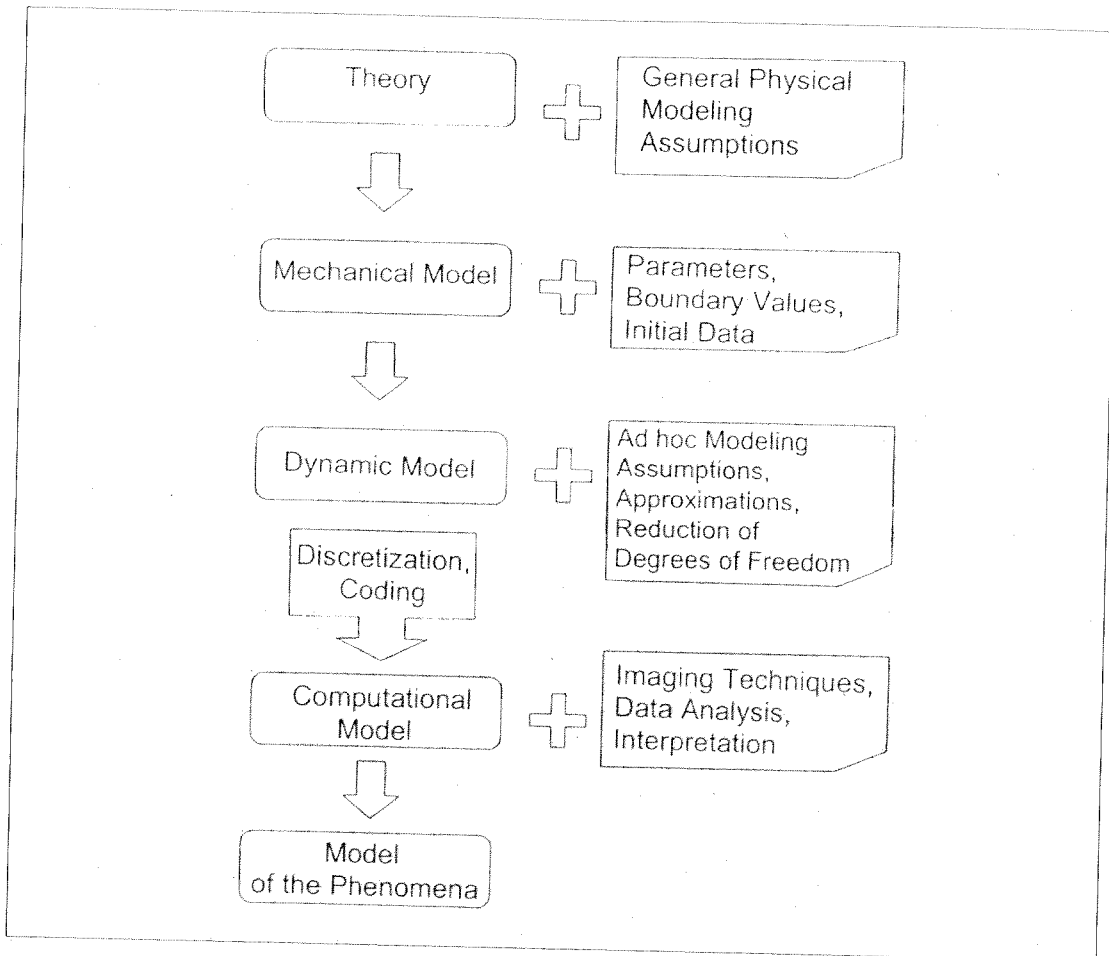 Theory
General Physical
Modeling
Assumptions
Mechanical Model
Parameters,
Boundary Values,
Initial Data
Dynamic Model
Ad hoc Modeling
Assumptions,
Approximations,
Reduction of
Degrees of Freedom
Discretization,
Coding
Computational
Model
Imaging Techniques,
Data Analysis,
Interpretation
Model
of the Phenomena